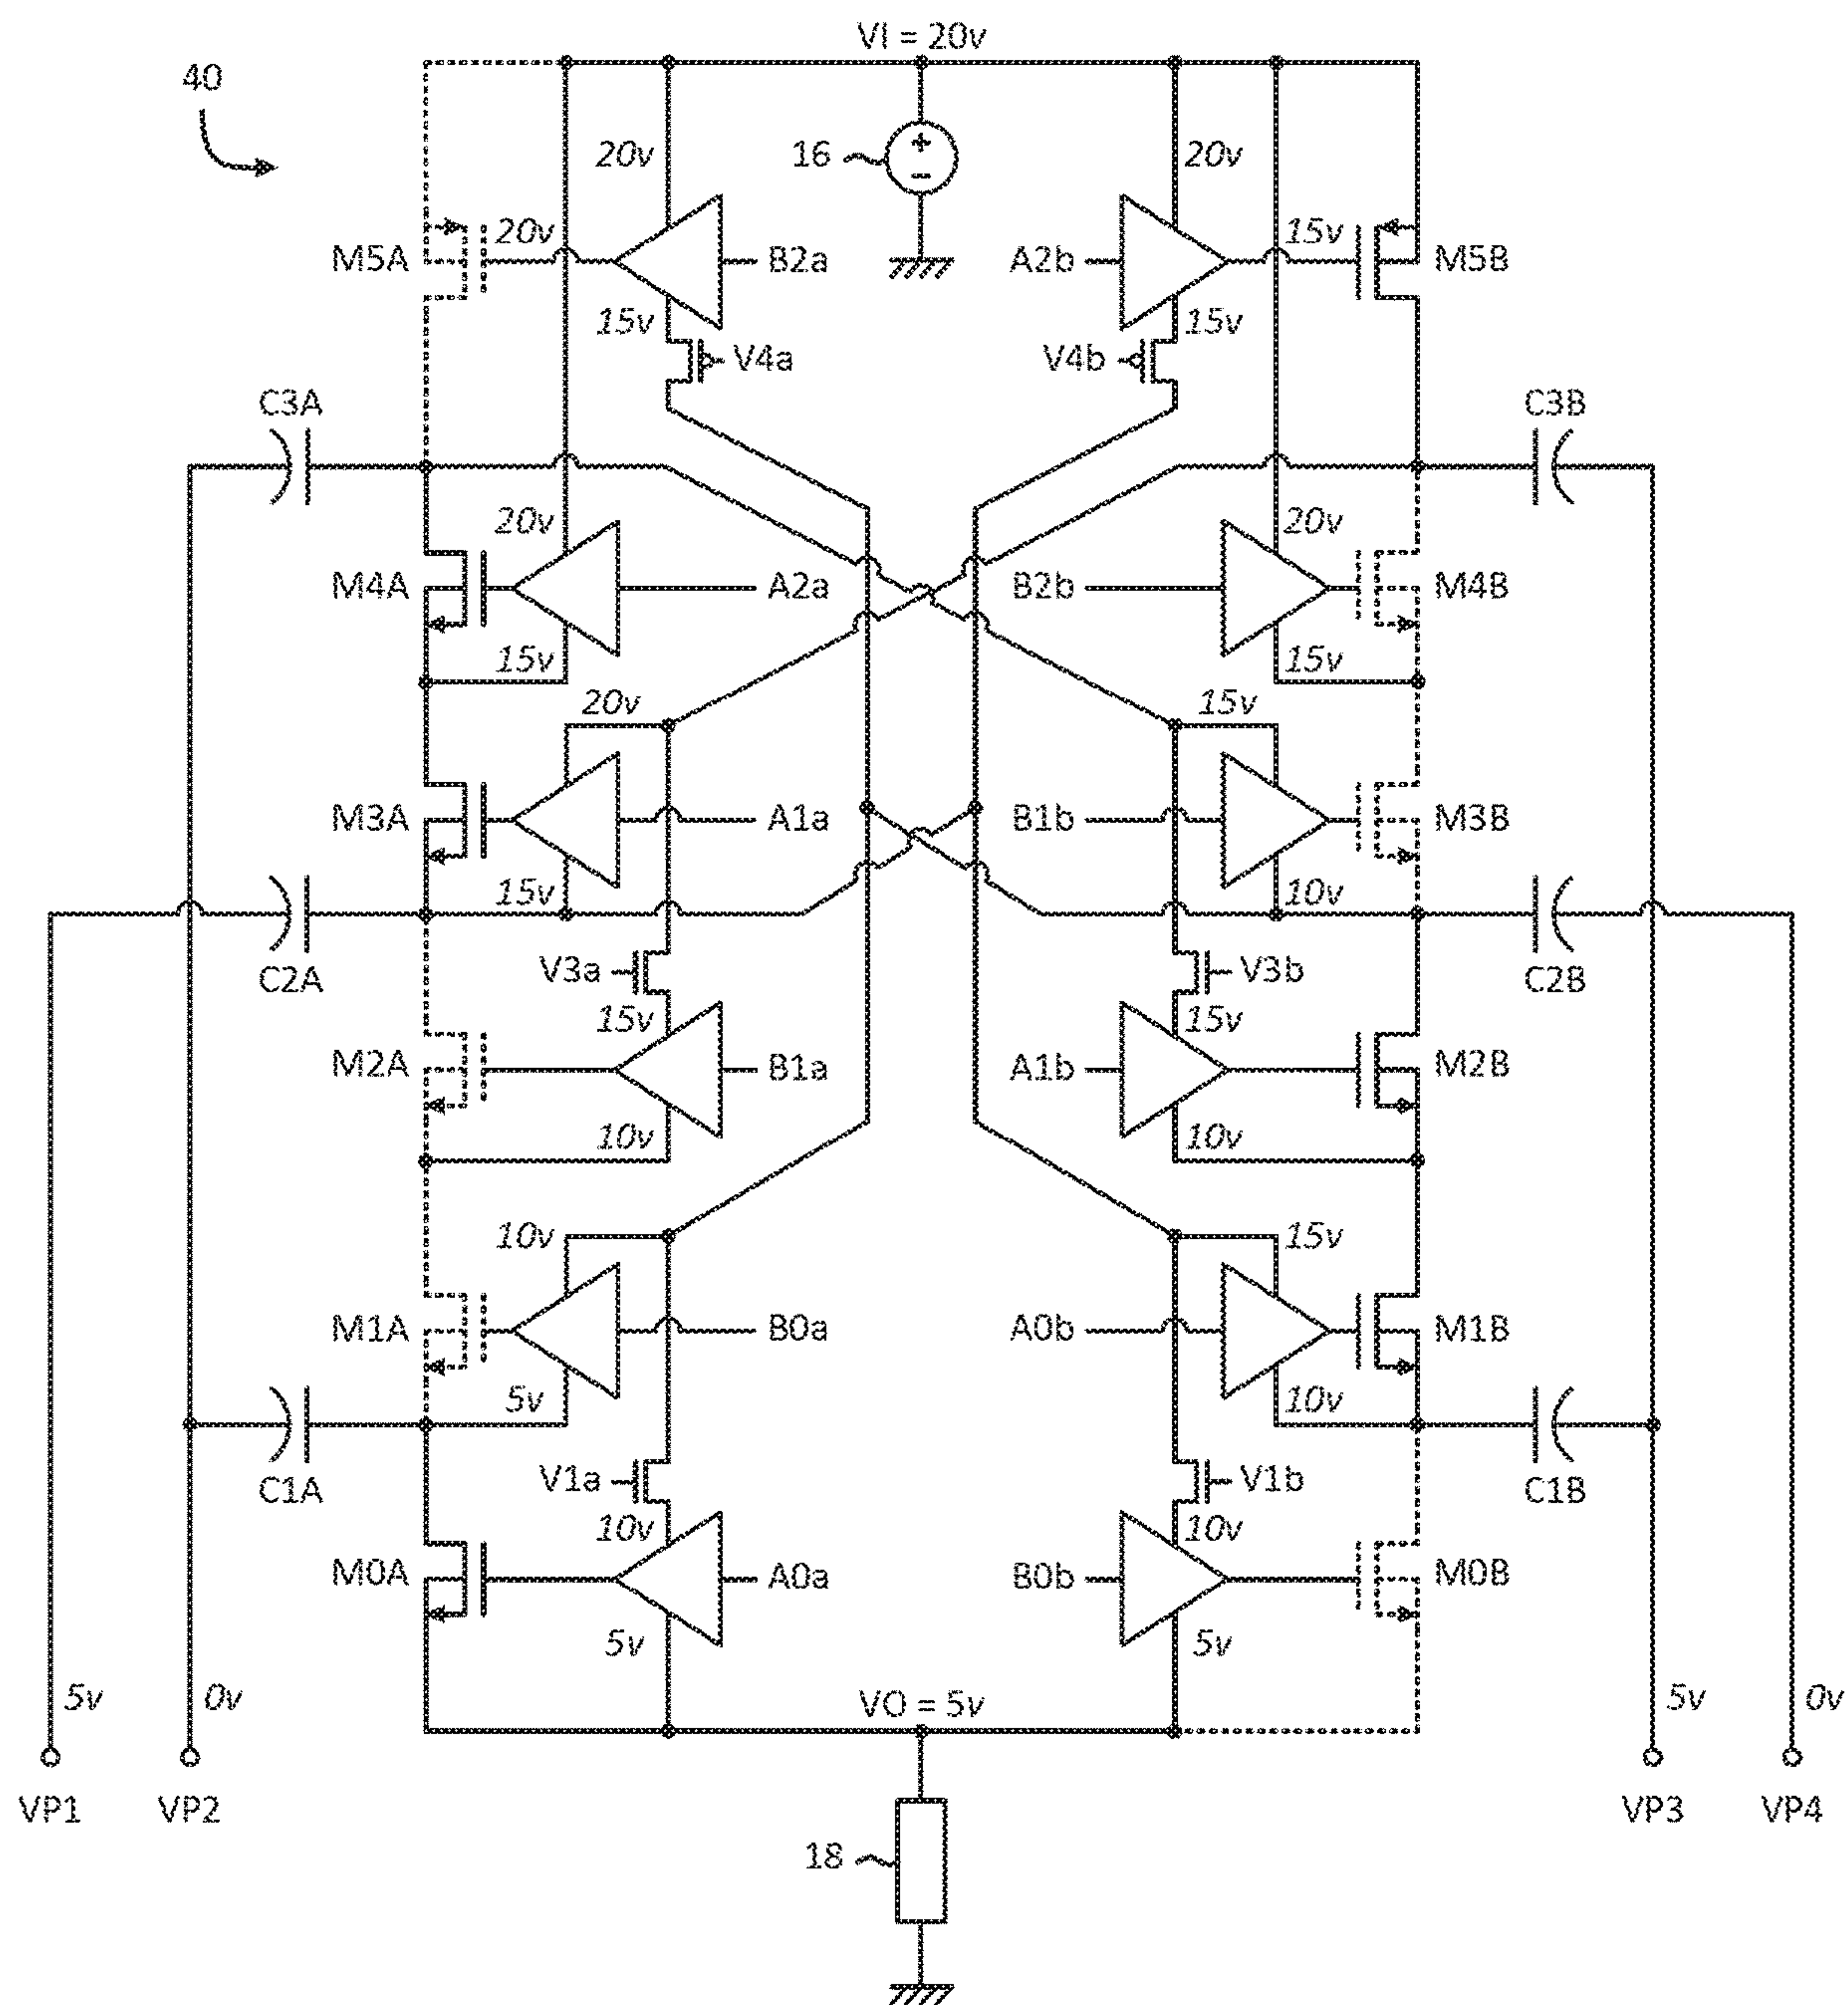 VI = 20v
40
20v
16
20v
M5A
20v
B2a
A2b
15v
M5B
15v
15v
V4a
V4b
C3A
C3B
20v
20v
M4A
A2a
B2b
M4B
15v
15v
20v
15v
M3A
A1a
B1b
M3B
15v
10v
C2A
V3a
V3b
C2B
15v
15v
M2A
B1a
A1b
M2B
10v
10v
10v
15v
M1A
B0a
A0b
M1B
5v
10v
C1A
V1a
V1b
C1B
10v
10v
M0A
A0a
B0b
M0B
5v
5v
5v
0v
VO = 5v
5v
0v
VP1
VP2
VP3
VP4
18